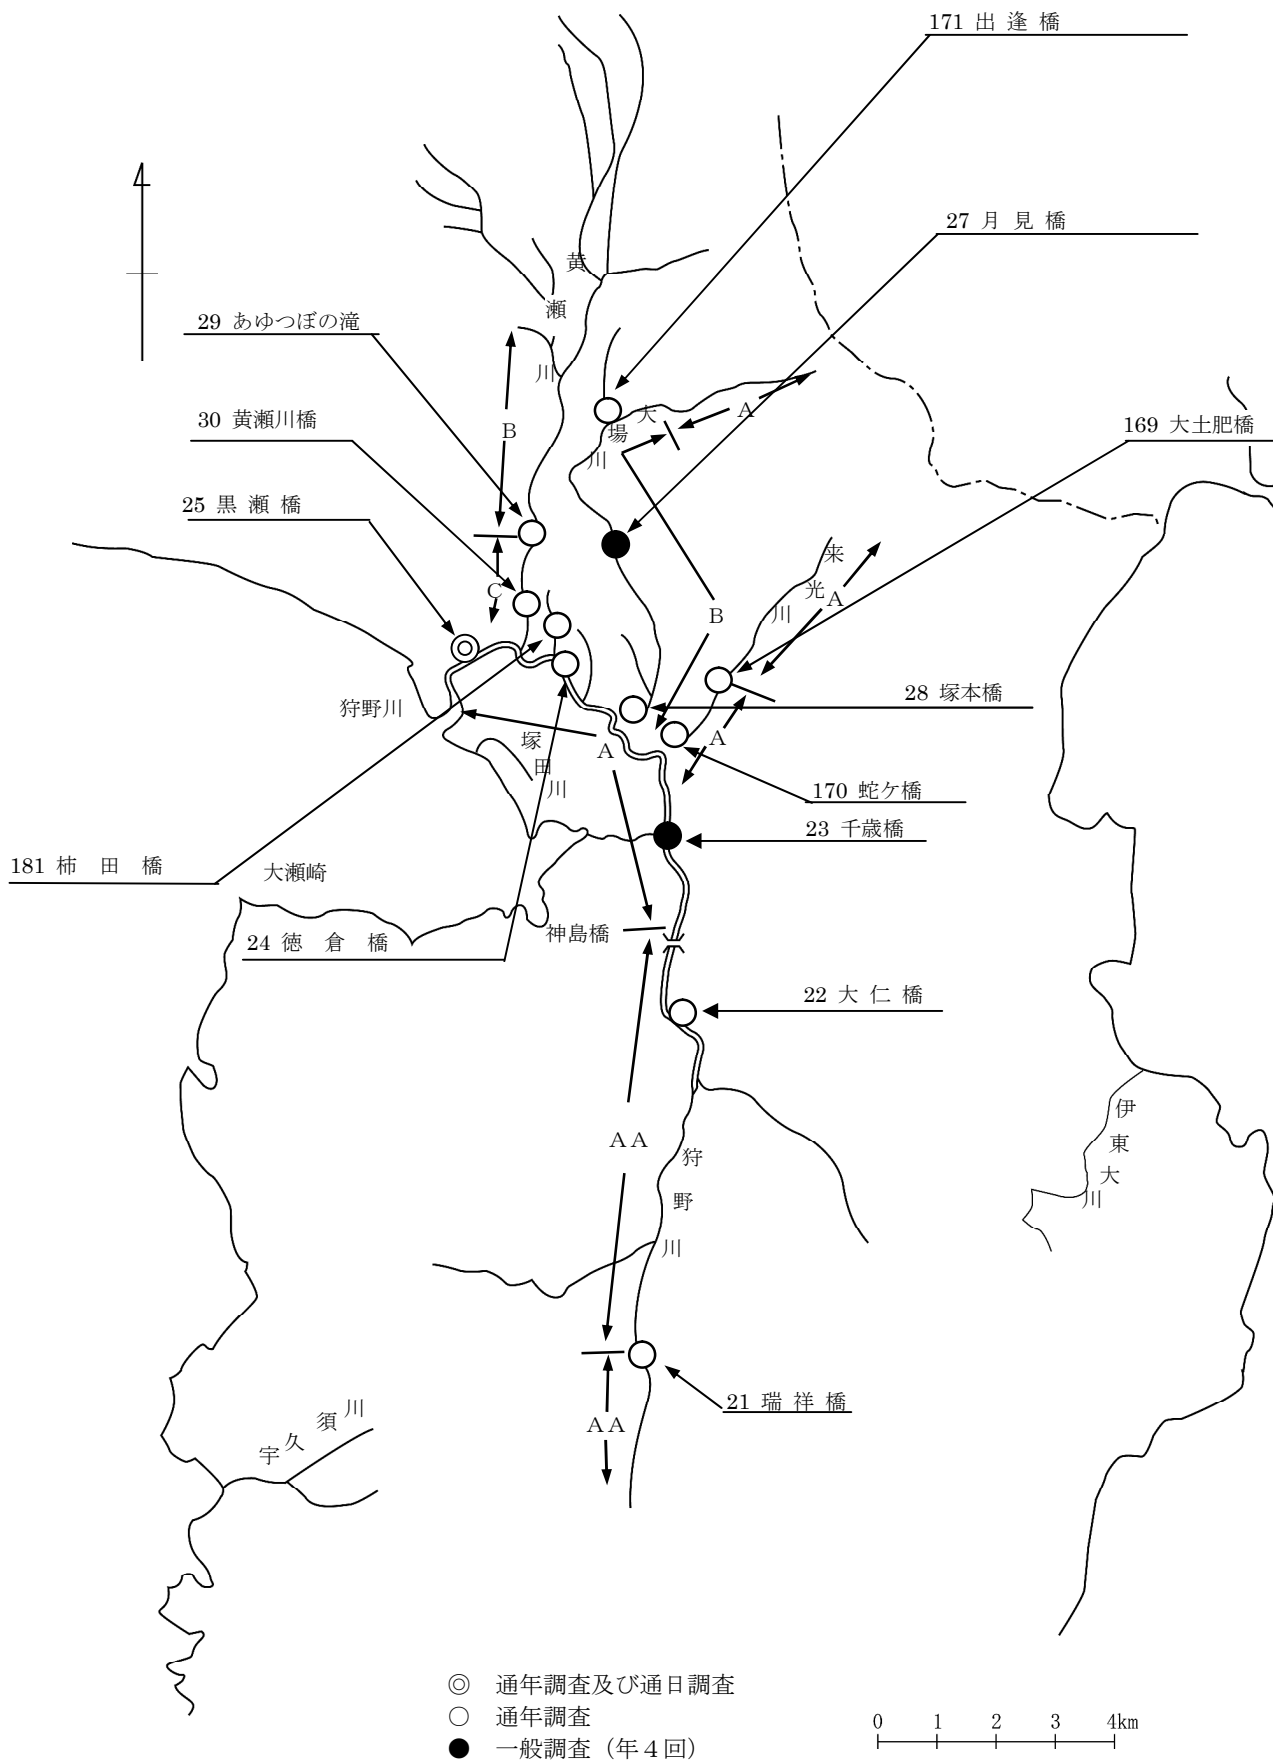 171 出 逢 橋
27 月 見 橋
黄瀬川
29 あゆつぼの滝
30 黄瀬川橋
大場川
A
169 大土肥橋
B
25 黒 瀬 橋
来光川
A
C
B
28 塚本橋
狩野川
A
塚田川
A
170 蛇ケ橋
23 千歳橋
181 柿 田 橋
大瀬崎
神島橋
24 徳 倉 橋
22 大 仁 橋
伊東大川
AA
狩野川
21 瑞 祥 橋
AA
宇久須川
◎ 通年調査及び通日調査
○ 通年調査
● 一般調査（年４回）
0 1 2 3 4km